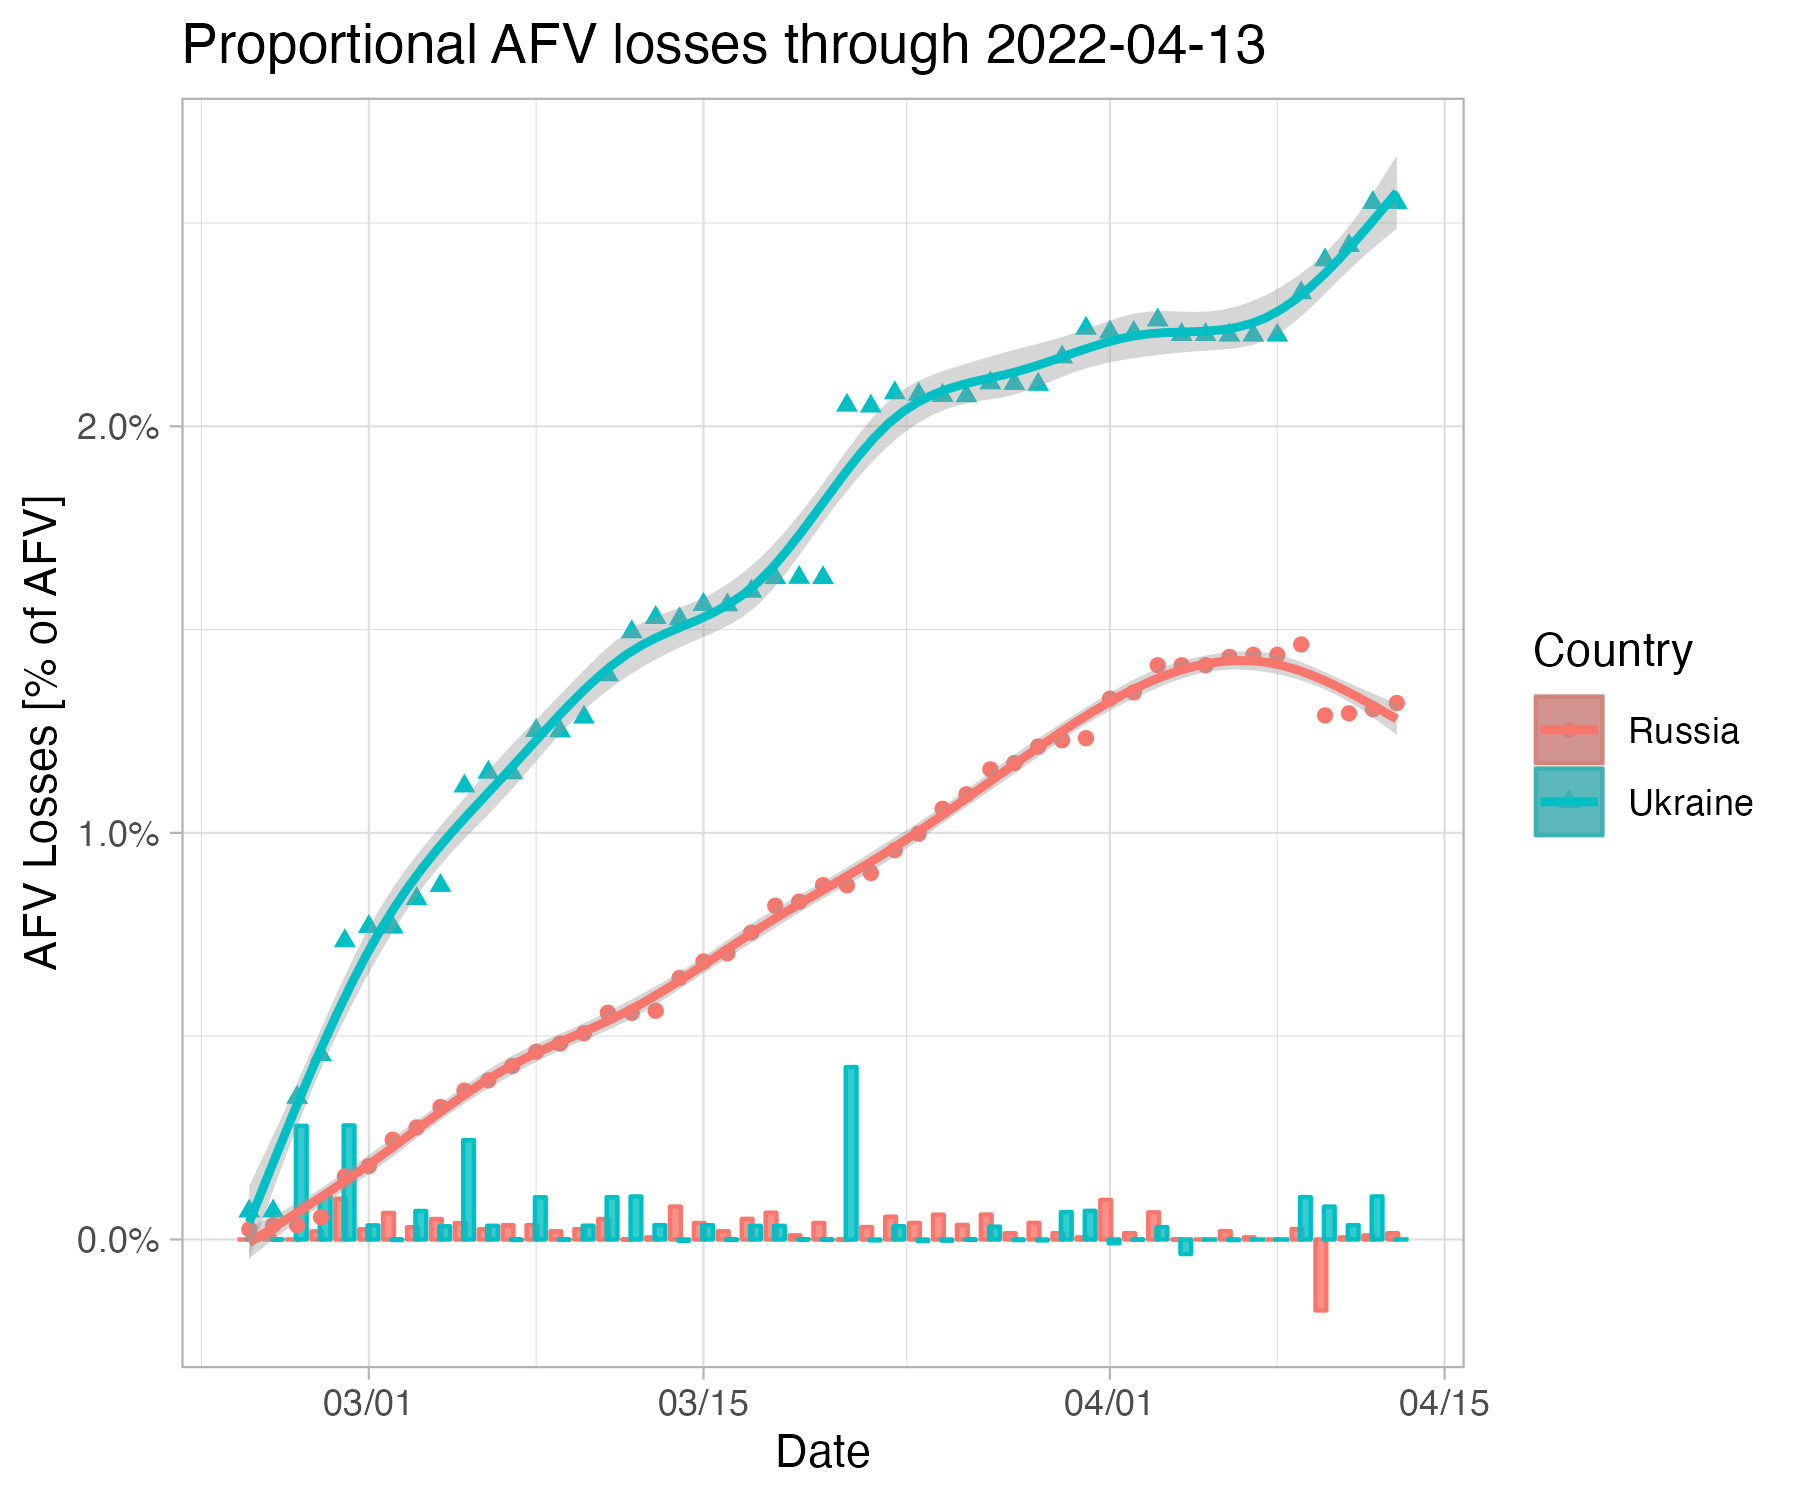 Proportional AFV losses through 2022-04-13
AFV Losses [% of AFV]
2.0%
1.0%
0.0%
03/01
03/15
04/01
04/15
Date
Country
Russia
Ukraine